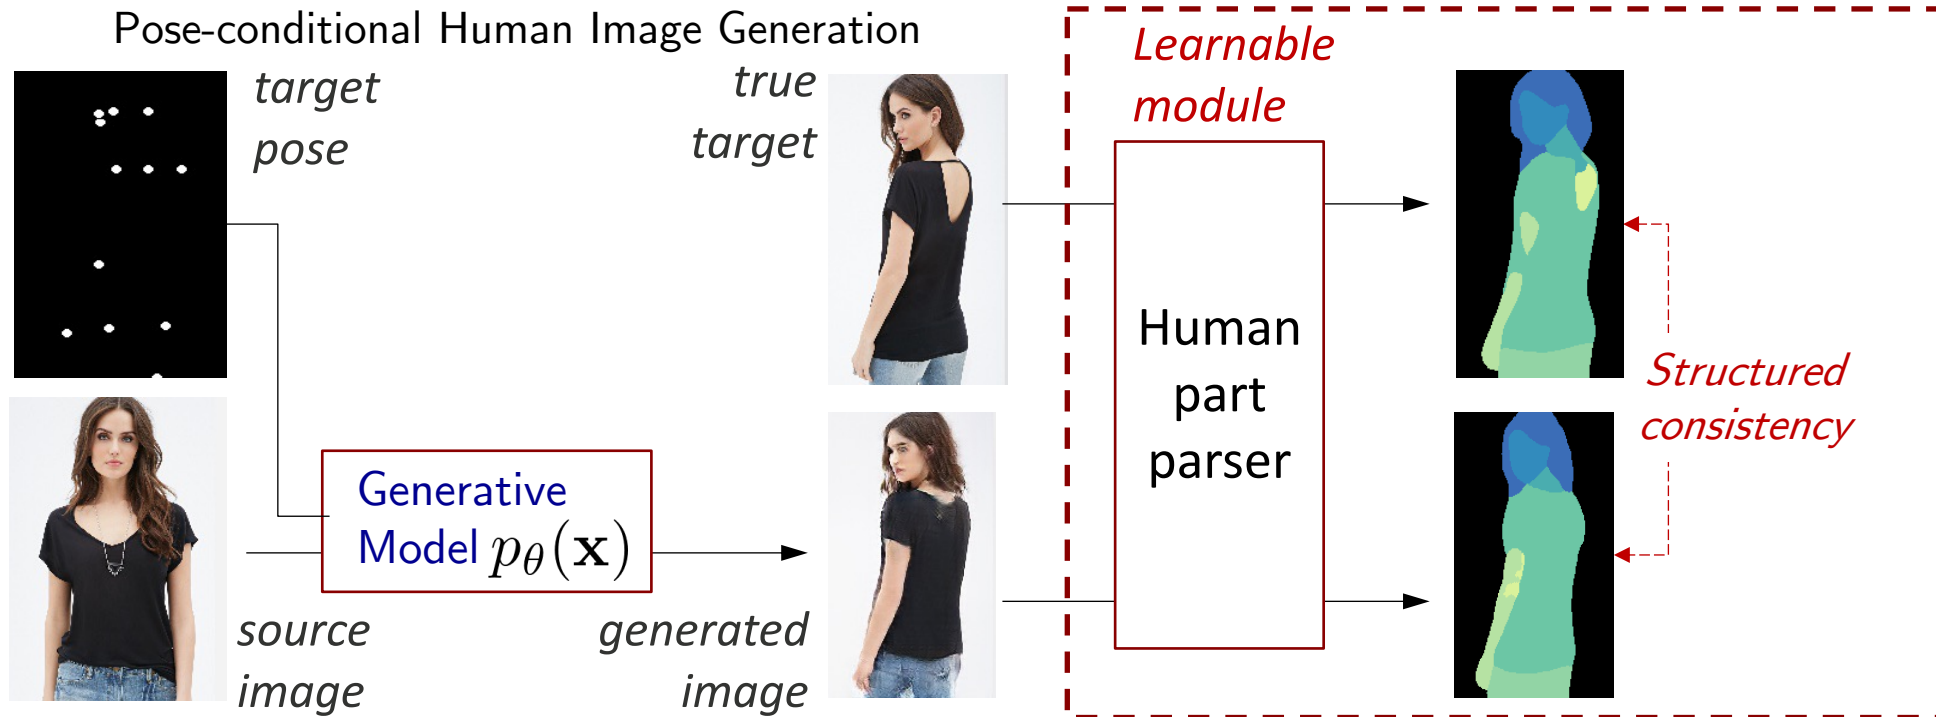 Pose-conditional Human Image Generation
target
pose
true
target
Learnable
module
Human
part
parser
Structured
consistency
Generative
Model pθ(x)
source
image
generated
image